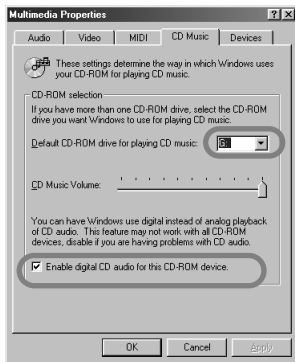 Multimedia Properties
Audio Video MIDI CD Music Devices
These settings determine the way in which Windows uses
your CD-ROM for playing CD music.
CD-ROM selection
If you have more than one CD-ROM drive, select the CD-ROM
drive you want Windows to use for playing CD music.
Default CD-ROM drive for playing CD music:
CD Music Volume:
You can have Windows use digital instead of analog playback
of CD audio. This feature may not work with all CD-ROM
devices, disable if you are having problems with CD audio.
Enable digital CD audio for this CD-ROM device.
OK Cancel Apply